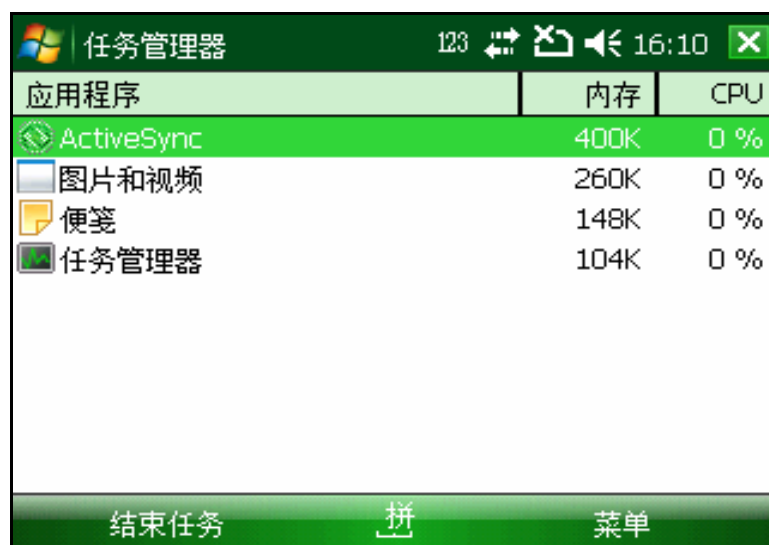 任务管理器 123 16:10
应用程序 内存 CPU
ActiveSync 400K 0 %
图片和视频 260K 0 %
便笺 148K 0 %
任务管理器 104K 0 %
结束任务 拼 菜单